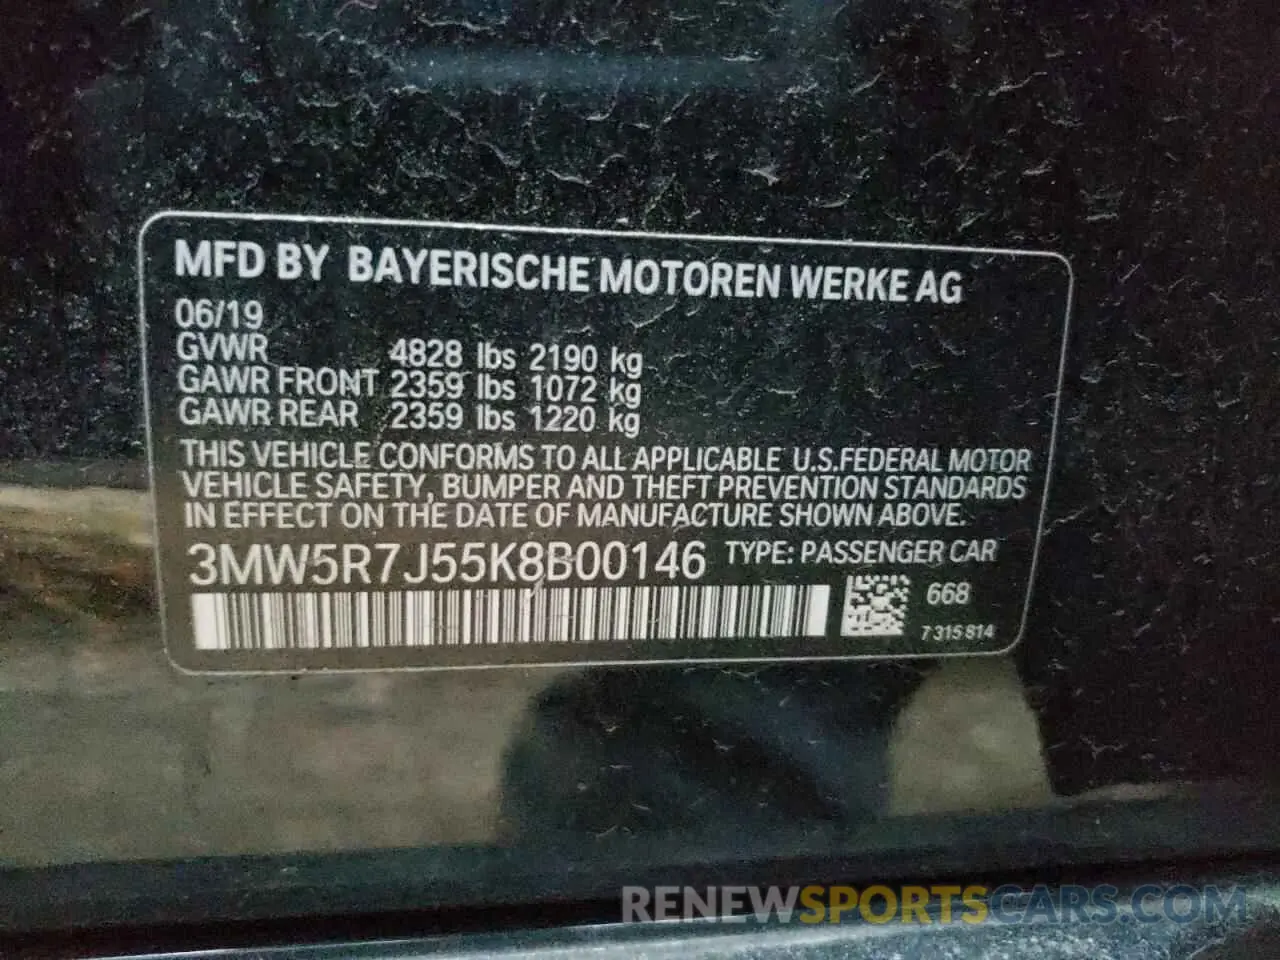 MFD BY BAYERISCHE MOTOREN WERKE AG
06/19
GVWR 4828 lbs 2190 kg
GAWR FRONT 2359 lbs 1072 kg
GAWR REAR 2359 lbs 1220 kg
THIS VEHICLE CONFORMS TO ALL APPLICABLE U.S.FEDERAL MOTOR
VEHICLE SAFETY, BUMPER AND THEFT PREVENTION STANDARDS
IN EFFECT ON THE DATE OF MANUFACTURE SHOWN ABOVE.
3MW5R7J55K8B00146 TYPE: PASSENGER CAR
668
7 315 814
RENEWSPORTSCARS.COM